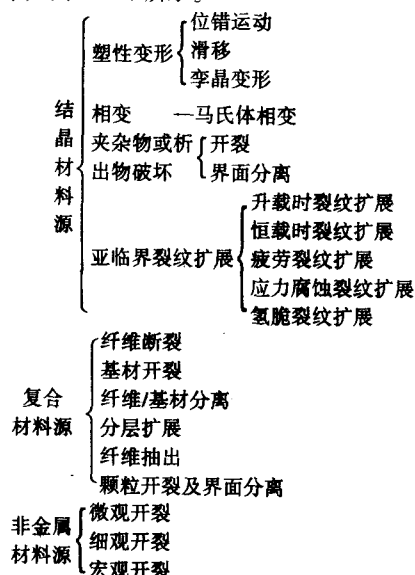 位错运动
塑性变形
滑移
孪晶变形
结晶材料源
相变 —马氏体相变
夹杂物或析出物破坏
开裂
界面分离
亚临界裂纹扩展
升载时裂纹扩展
恒载时裂纹扩展
疲劳裂纹扩展
应力腐蚀裂纹扩展
氢脆裂纹扩展
复合材料源
纤维断裂
基材开裂
纤维/基材分离
分层扩展
纤维抽出
颗粒开裂及界面分离
非金属材料源
微观开裂
细观开裂
宏观开裂